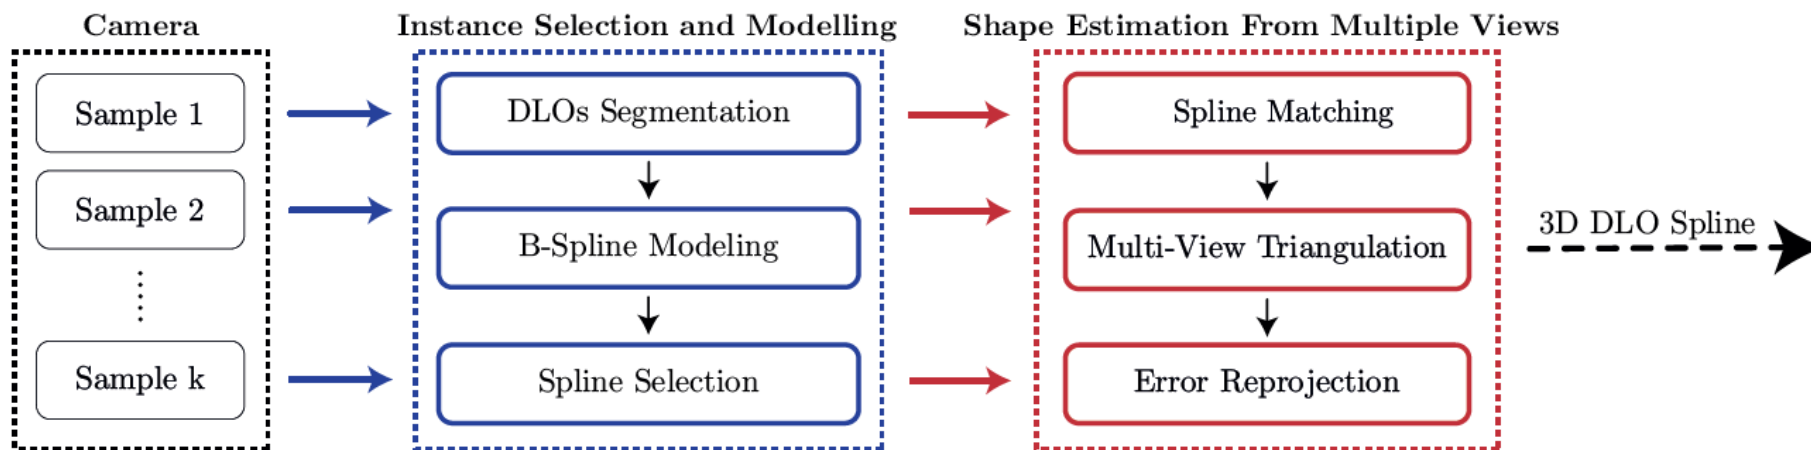 Camera
Sample 1
Sample 2
Sample k
Instance Selection and Modelling
DLOs Segmentation
B-Spline Modeling
Spline Selection
Shape Estimation From Multiple Views
Spline Matching
Multi-View Triangulation
Error Reprojection
3D DLO Spline